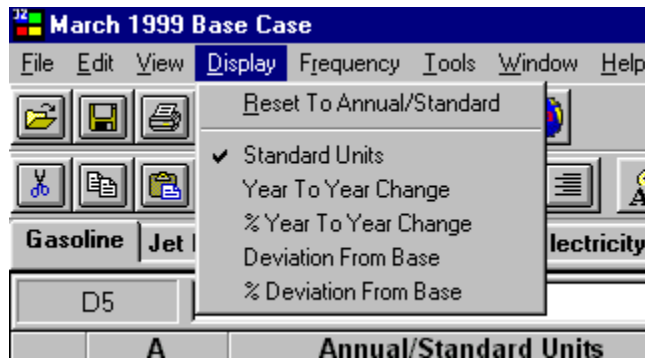 March 1999 Base Case
File Edit View Display Frequency Tools Window Help
Reset To Annual/Standard
Standard Units
Year To Year Change
% Year To Year Change
Deviation From Base
% Deviation From Base
Gasoline Jet lectricity
D5
A Annual/Standard Units